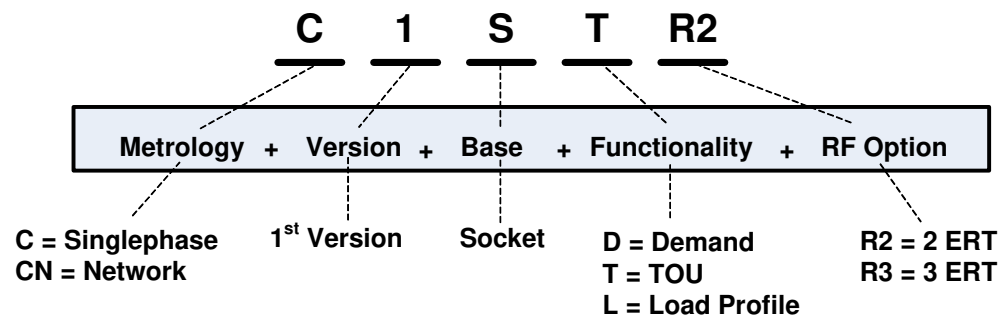 C 1 S T R2
Metrology + Version + Base + Functionality + RF Option
C = Singlephase
CN = Network
1st Version
Socket
D = Demand
T = TOU
L = Load Profile
R2 = 2 ERT
R3 = 3 ERT